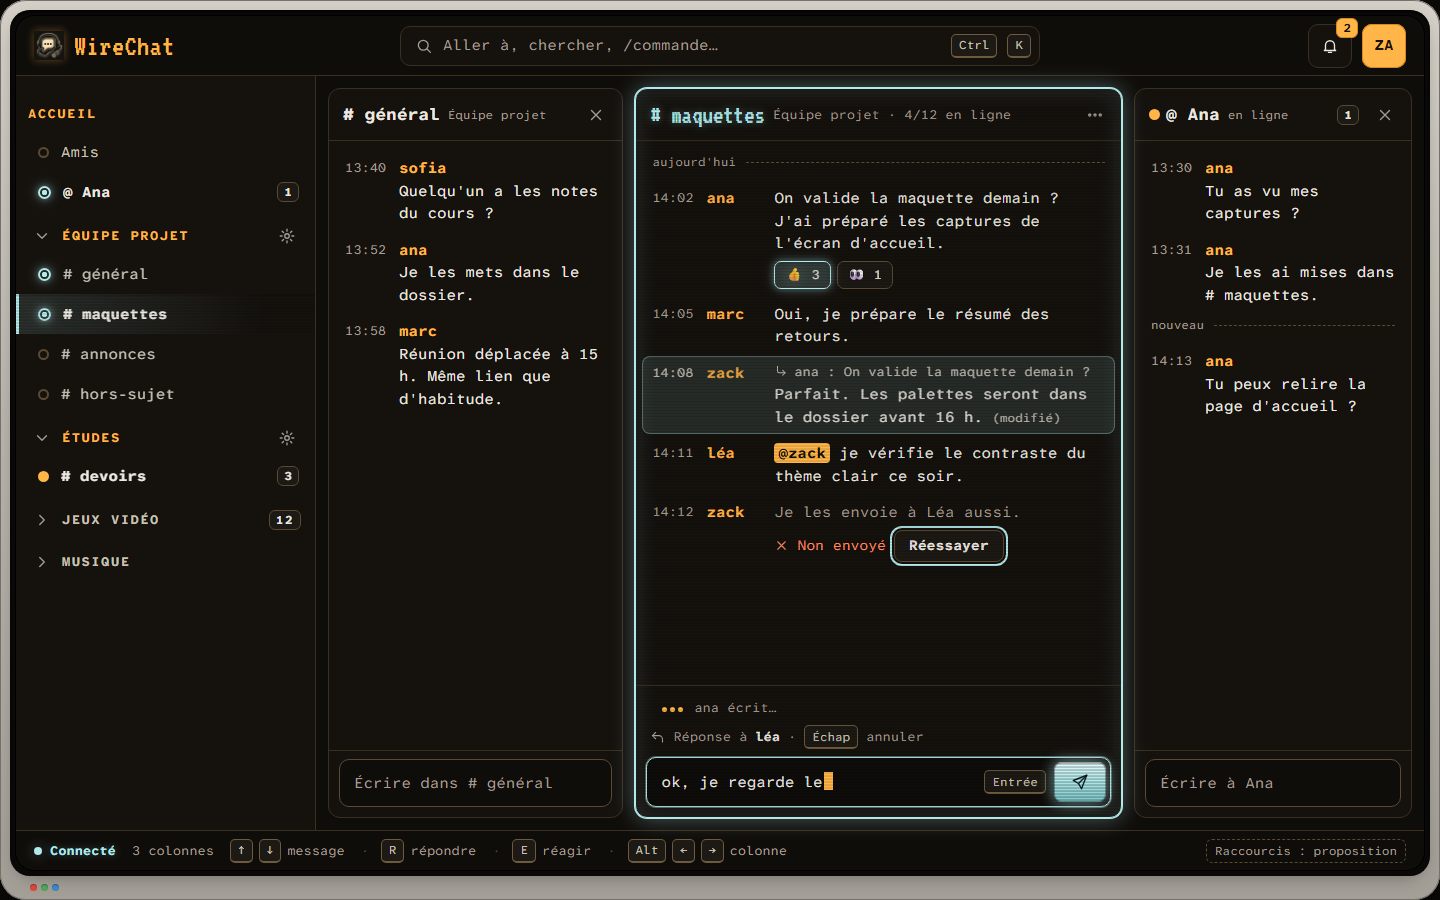 WireChat
Aller à, chercher, /commande…
Ctrl K
2
ZA
ACCUEIL
Amis
@ Ana 1
ÉQUIPE PROJET
# général
# maquettes
# annonces
# hors-sujet
ÉTUDES
# devoirs 3
JEUX VIDÉO 12
MUSIQUE
# général Équipe projet
13:40 sofia
Quelqu'un a les notes
du cours ?
13:52 ana
Je les mets dans le
dossier.
13:58 marc
Réunion déplacée à 15
h. Même lien que
d'habitude.
Écrire dans # général
# maquettes Équipe projet · 4/12 en ligne
aujourd'hui
14:02 ana On valide la maquette demain ?
J'ai préparé les captures de
l'écran d'accueil.
👍 3 👀 1
14:05 marc Oui, je prépare le résumé des
retours.
14:08 zack ↳ ana : On valide la maquette demain ?
Parfait. Les palettes seront dans
le dossier avant 16 h. (modifié)
14:11 léa @zack je vérifie le contraste du
thème clair ce soir.
14:12 zack Je les envoie à Léa aussi.
× Non envoyé Réessayer
ana écrit…
Réponse à léa · Échap annuler
ok, je regarde le Entrée
@ Ana en ligne 1
13:30 ana
Tu as vu mes
captures ?
13:31 ana
Je les ai mises dans
# maquettes.
nouveau
14:13 ana
Tu peux relire la
page d'accueil ?
Écrire à Ana
Connecté 3 colonnes ↑ ↓ message · R répondre · E réagir · Alt ← → colonne
Raccourcis : proposition